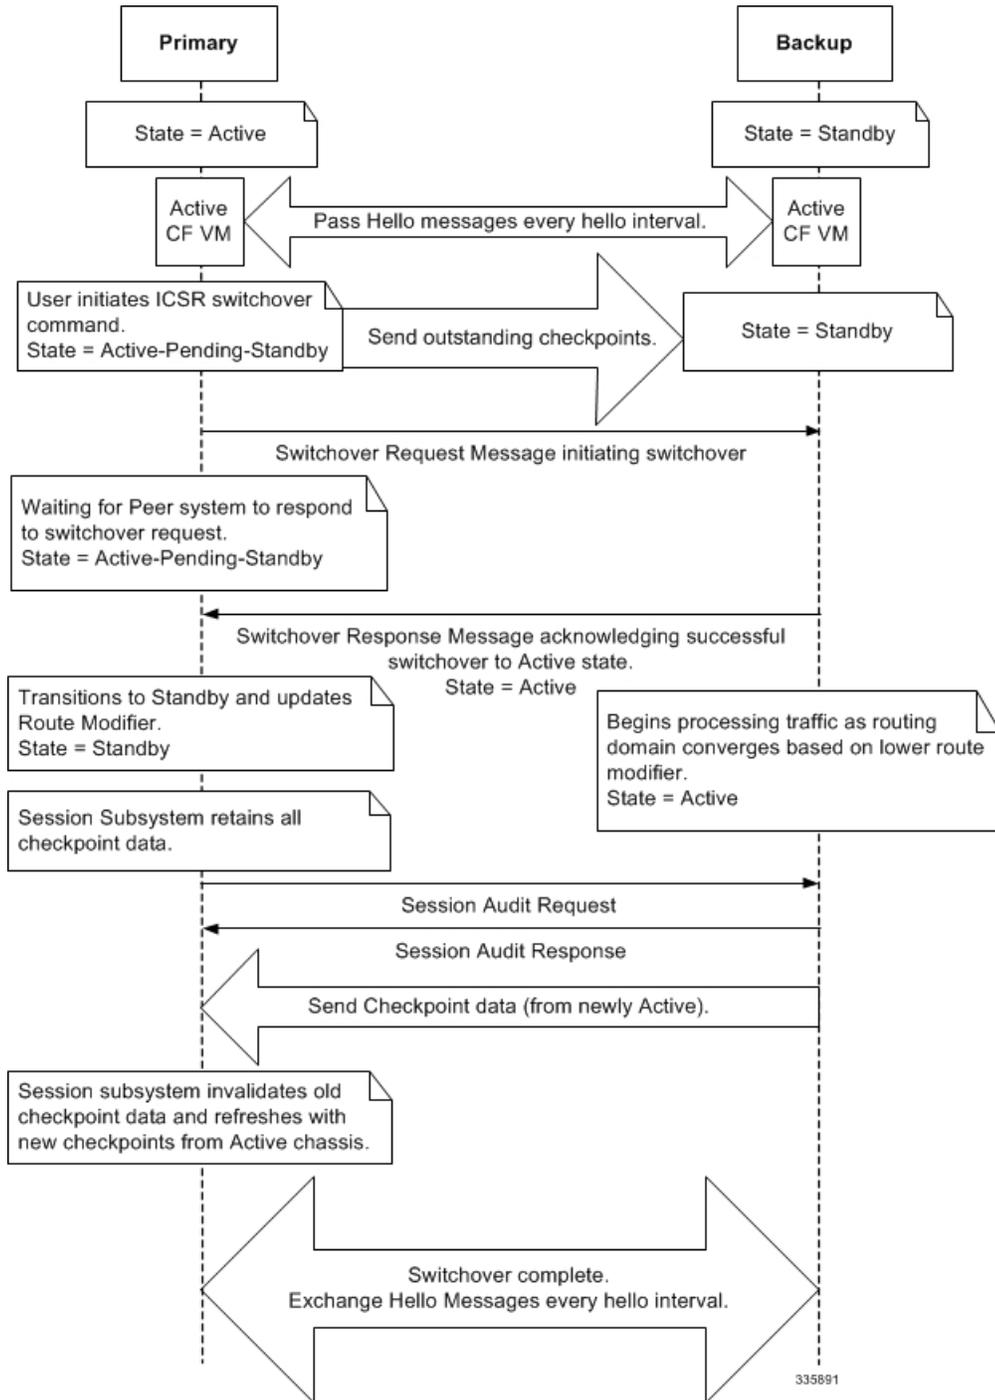 Primary
Backup
State = Active
State = Standby
Active
CF VM
Pass Hello messages every hello interval.
Active
CF VM
User initiates ICSR switchover
command.
State = Active-Pending-Standby
Send outstanding checkpoints.
State = Standby
Switchover Request Message initiating switchover
Waiting for Peer system to respond
to switchover request.
State = Active-Pending-Standby
Switchover Response Message acknowledging successful
switchover to Active state.
State = Active
Transitions to Standby and updates
Route Modifier.
State = Standby
Begins processing traffic as routing
domain converges based on lower route
modifier.
State = Active
Session Subsystem retains all
checkpoint data.
Session Audit Request
Session Audit Response
Send Checkpoint data (from newly Active).
Session subsystem invalidates old
checkpoint data and refreshes with
new checkpoints from Active chassis.
Switchover complete.
Exchange Hello Messages every hello interval.
335891